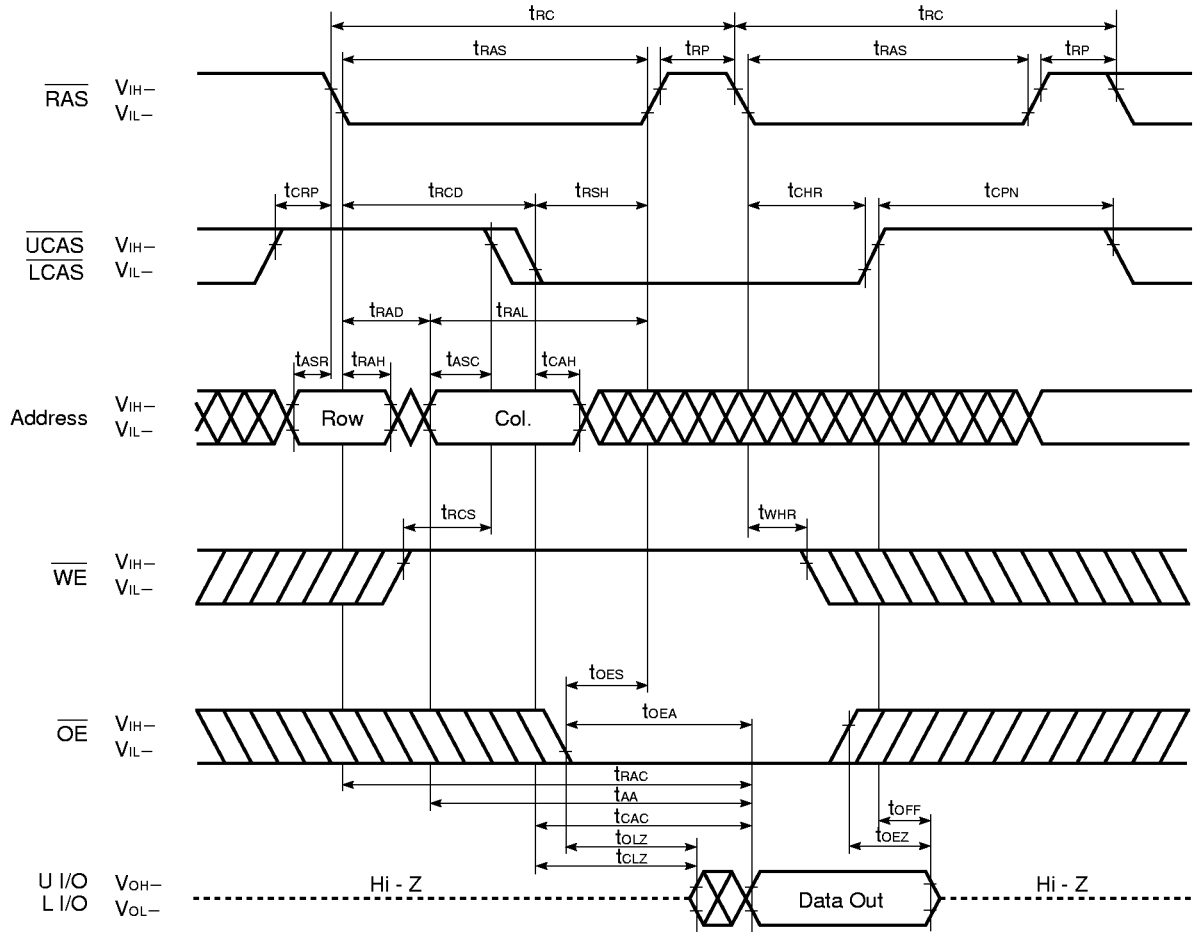 tRC tRC
tRAS tRP tRAS tRP
RAS VIH–
VIL–
tCRP tRCD tRSH tCHR tCPN
UCAS VIH–
LCAS VIL–
tRAD tRAL
tASR tRAH tASC tCAH
Address VIH–
VIL–
Row Col.
tRCS tWHR
WE VIH–
VIL–
tOES
tOEA
OE VIH–
VIL–
tRAC
tAA
tCAC tOFF
tOLZ tOEZ
tCLZ
U I/O VOH–
L I/O VOL–
Hi - Z Data Out Hi - Z